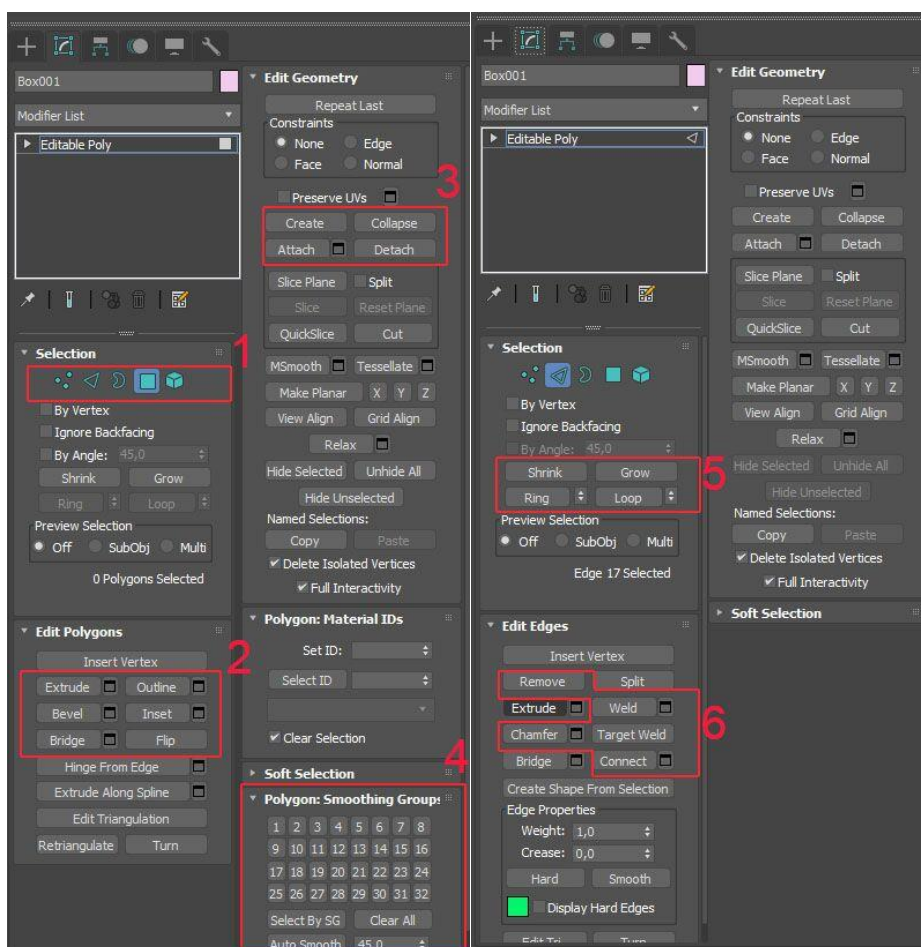 Box001
Modifier List
Editable Poly
Selection
1
By Vertex
Ignore Backfacing
By Angle: 45,0
Shrink Grow
Ring Loop
Preview Selection
Off SubObj Multi
0 Polygons Selected
Edit Polygons
2
Insert Vertex
Extrude Outline
Bevel Inset
Bridge Flip
Hinge From Edge
Extrude Along Spline
Edit Triangulation
Retriangulate Turn
Edit Geometry
Repeat Last
Constraints
None Edge
Face Normal
Preserve UVs
3
Create Collapse
Attach Detach
Slice Plane Split
Slice Reset Plane
QuickSlice Cut
MSmooth Tessellate
Make Planar X Y Z
View Align Grid Align
Relax
Hide Selected Unhide All
Hide Unselected
Named Selections:
Copy Paste
Delete Isolated Vertices
Full Interactivity
Polygon: Material IDs
Set ID:
Select ID
Clear Selection
4
Soft Selection
Polygon: Smoothing Groups
1 2 3 4 5 6 7 8
9 10 11 12 13 14 15 16
17 18 19 20 21 22 23 24
25 26 27 28 29 30 31 32
Select By SG Clear All
Auto Smooth 45,0
Box001
Modifier List
Editable Poly
Selection
By Vertex
Ignore Backfacing
By Angle: 45,0
5
Shrink Grow
Ring Loop
Preview Selection
Off SubObj Multi
Edge 17 Selected
Edit Edges
Insert Vertex
Remove Split
Extrude Weld
6
Chamfer Target Weld
Bridge Connect
Create Shape From Selection
Edge Properties
Weight: 1,0
Crease: 0,0
Hard Smooth
Display Hard Edges
Edit Tri. Turn
Edit Geometry
Repeat Last
Constraints
None Edge
Face Normal
Preserve UVs
Create Collapse
Attach Detach
Slice Plane Split
Slice Reset Plane
QuickSlice Cut
MSmooth Tessellate
Make Planar X Y Z
View Align Grid Align
Relax
Hide Selected Unhide All
Hide Unselected
Named Selections:
Copy Paste
Delete Isolated Vertices
Full Interactivity
Soft Selection